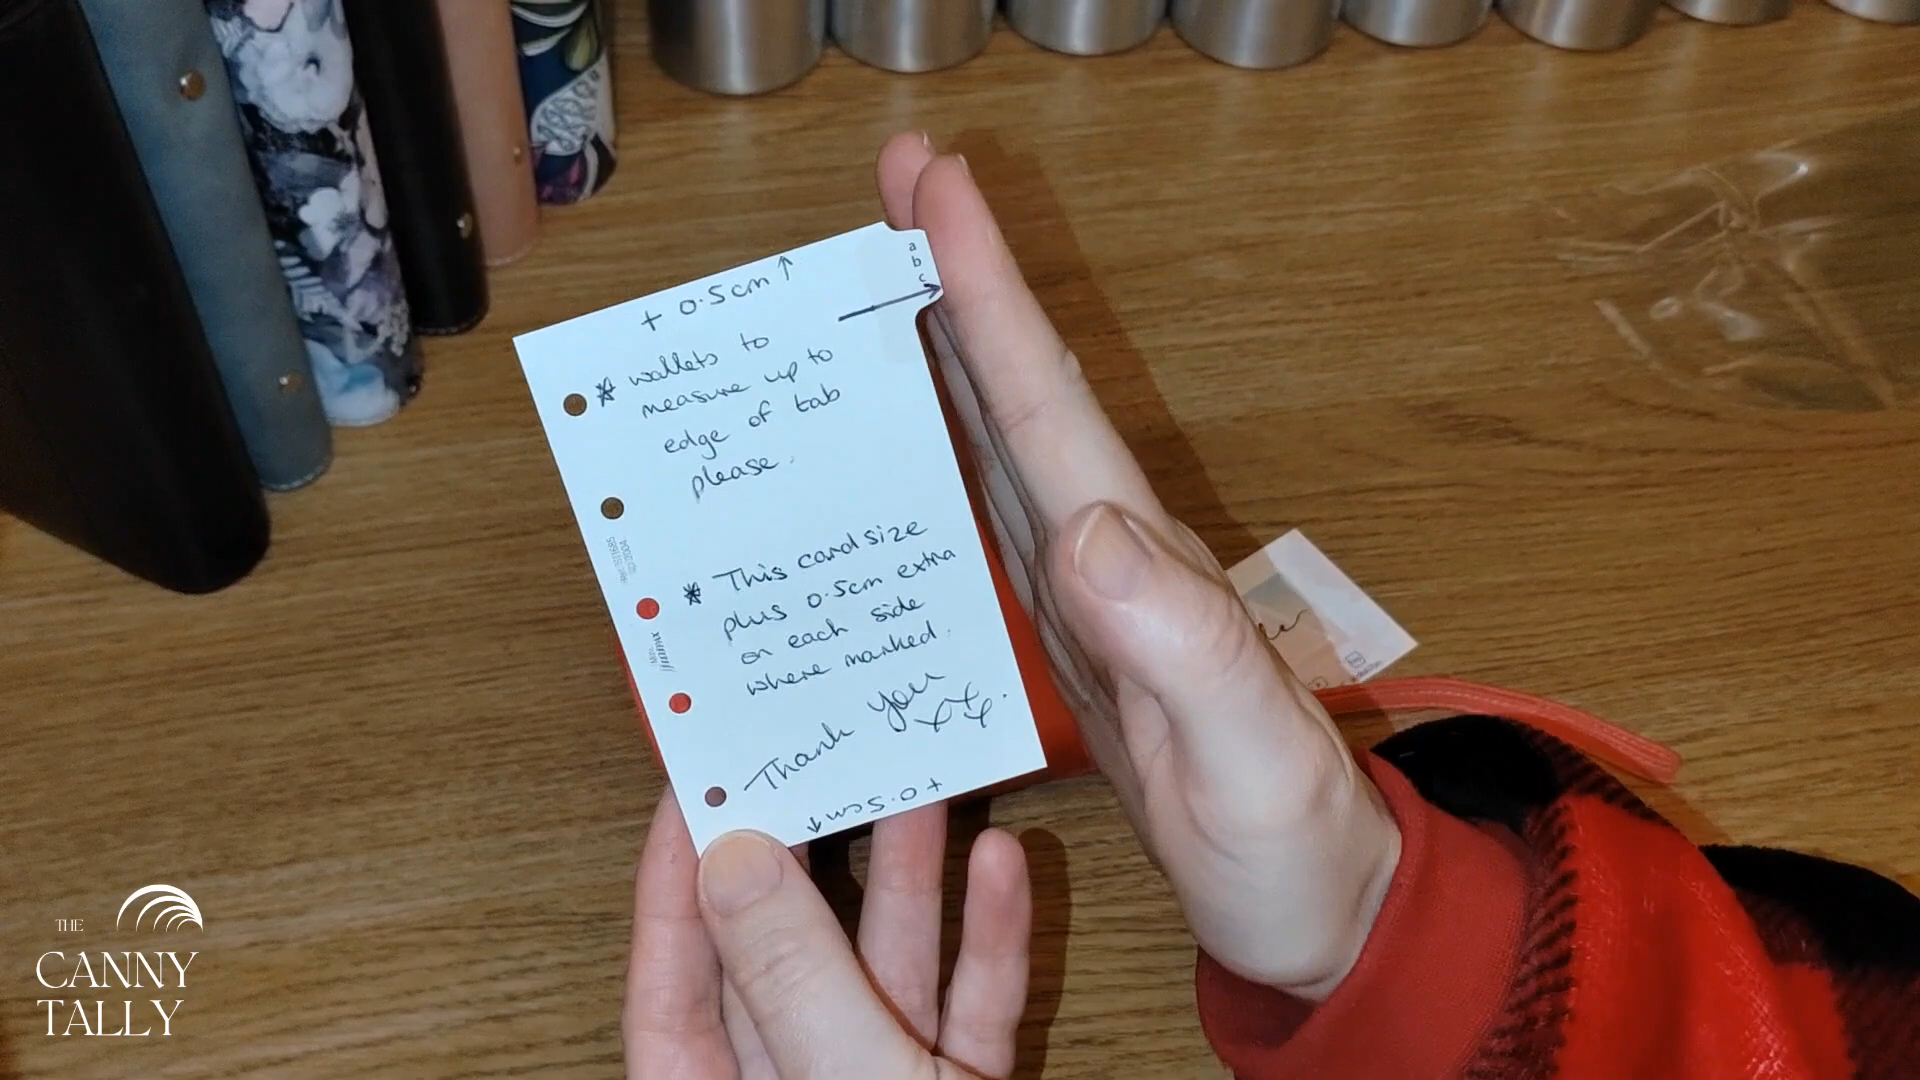 + 0.5cm ↑
a
b
c
* wallets to
measure up to
edge of tab
please.
* This card size
plus 0.5cm extra
on each side
where marked.
Thank you
xxx.
+ 0.5cm ↑
THE
CANNY
TALLY